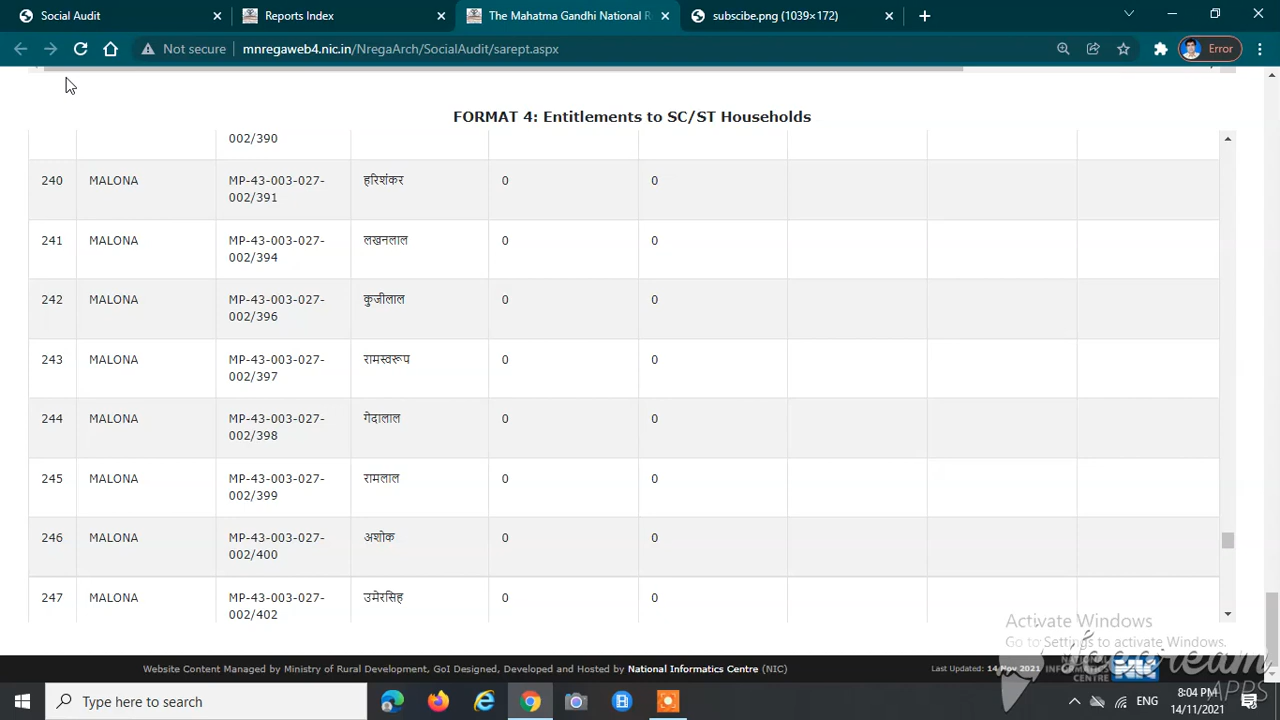 Social Audit
Reports Index
The Mahatma Gandhi National R
subscibe.png (1039×172)
Not secure
mnregaweb4.nic.in/NregaArch/SocialAudit/sarept.aspx
Error
FORMAT 4: Entitlements to SC/ST Households
002/390
240 MALONA MP-43-003-027- हरिशंकर 0 0
002/391
241 MALONA MP-43-003-027- लखनलाल 0 0
002/394
242 MALONA MP-43-003-027- कुजीलाल 0 0
002/396
243 MALONA MP-43-003-027- रामस्वरूप 0 0
002/397
244 MALONA MP-43-003-027- गेदालाल 0 0
002/398
245 MALONA MP-43-003-027- रामलाल 0 0
002/399
246 MALONA MP-43-003-027- अशोक 0 0
002/400
247 MALONA MP-43-003-027- उमेरसिह 0 0
002/402
Activate Windows
Go to Settings to activate Windows.
Website Content Managed by Ministry of Rural Development, GoI Designed, Developed and Hosted by National Informatics Centre (NIC)
Last Updated: 14 Nov 2021
CENTRE
APPS
Type here to search
ENG
8:04 PM
14/11/2021